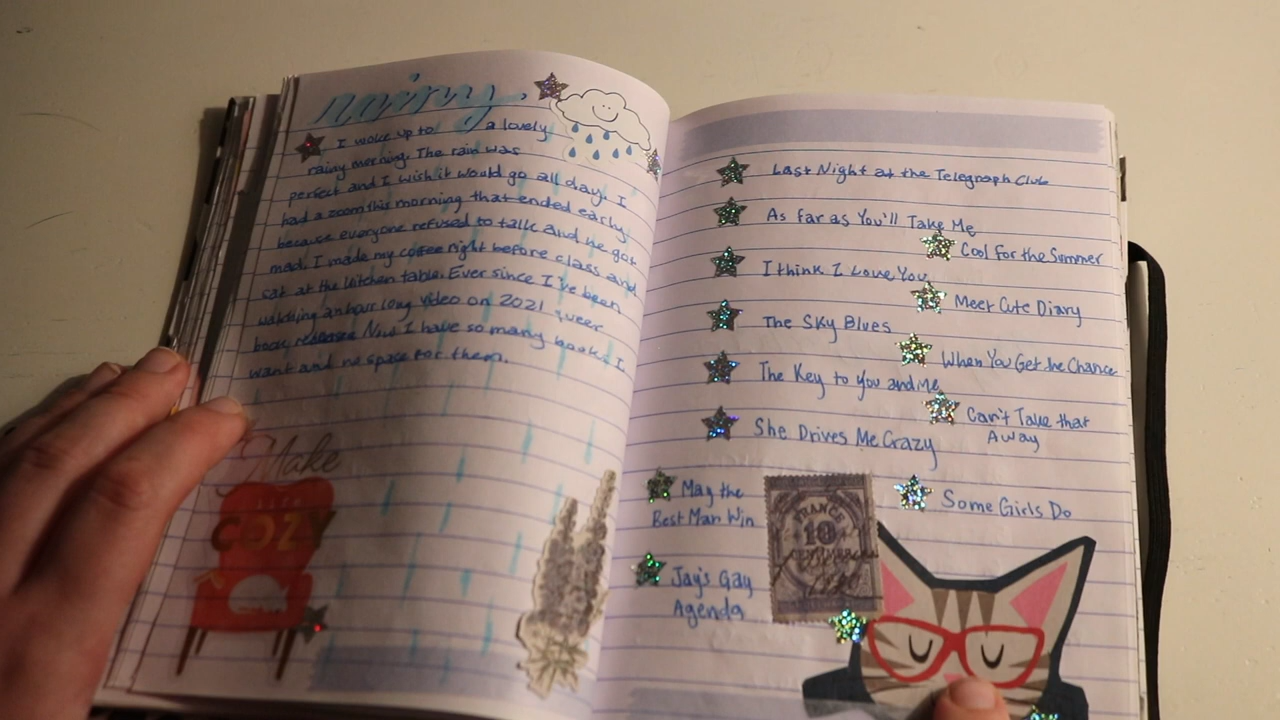 rainy
I woke up to a lovely
rainy morning. The rain was
perfect and I wish it would go all day. I
had a zoom this morning that ended early
because everyone refused to talk and he got
mad. I made my coffee right before class and
sat at the kitchen table. Ever since I've been
watching an hour long video on 2021 queer
book releases. Now I have so many books I
want and no space for them.
Make
LIFE
COZY
Last Night at the Telegraph Club
As far as You'll Take Me
Cool for the Summer
I think I Love You
Meet Cute Diary
The Sky Blues
When You Get the Chance
The Key to You and Me
Can't Take that
Away
She Drives Me Crazy
May the
Best Man Win
Some Girls Do
Jay's Gay
Agenda
FRANCE
10